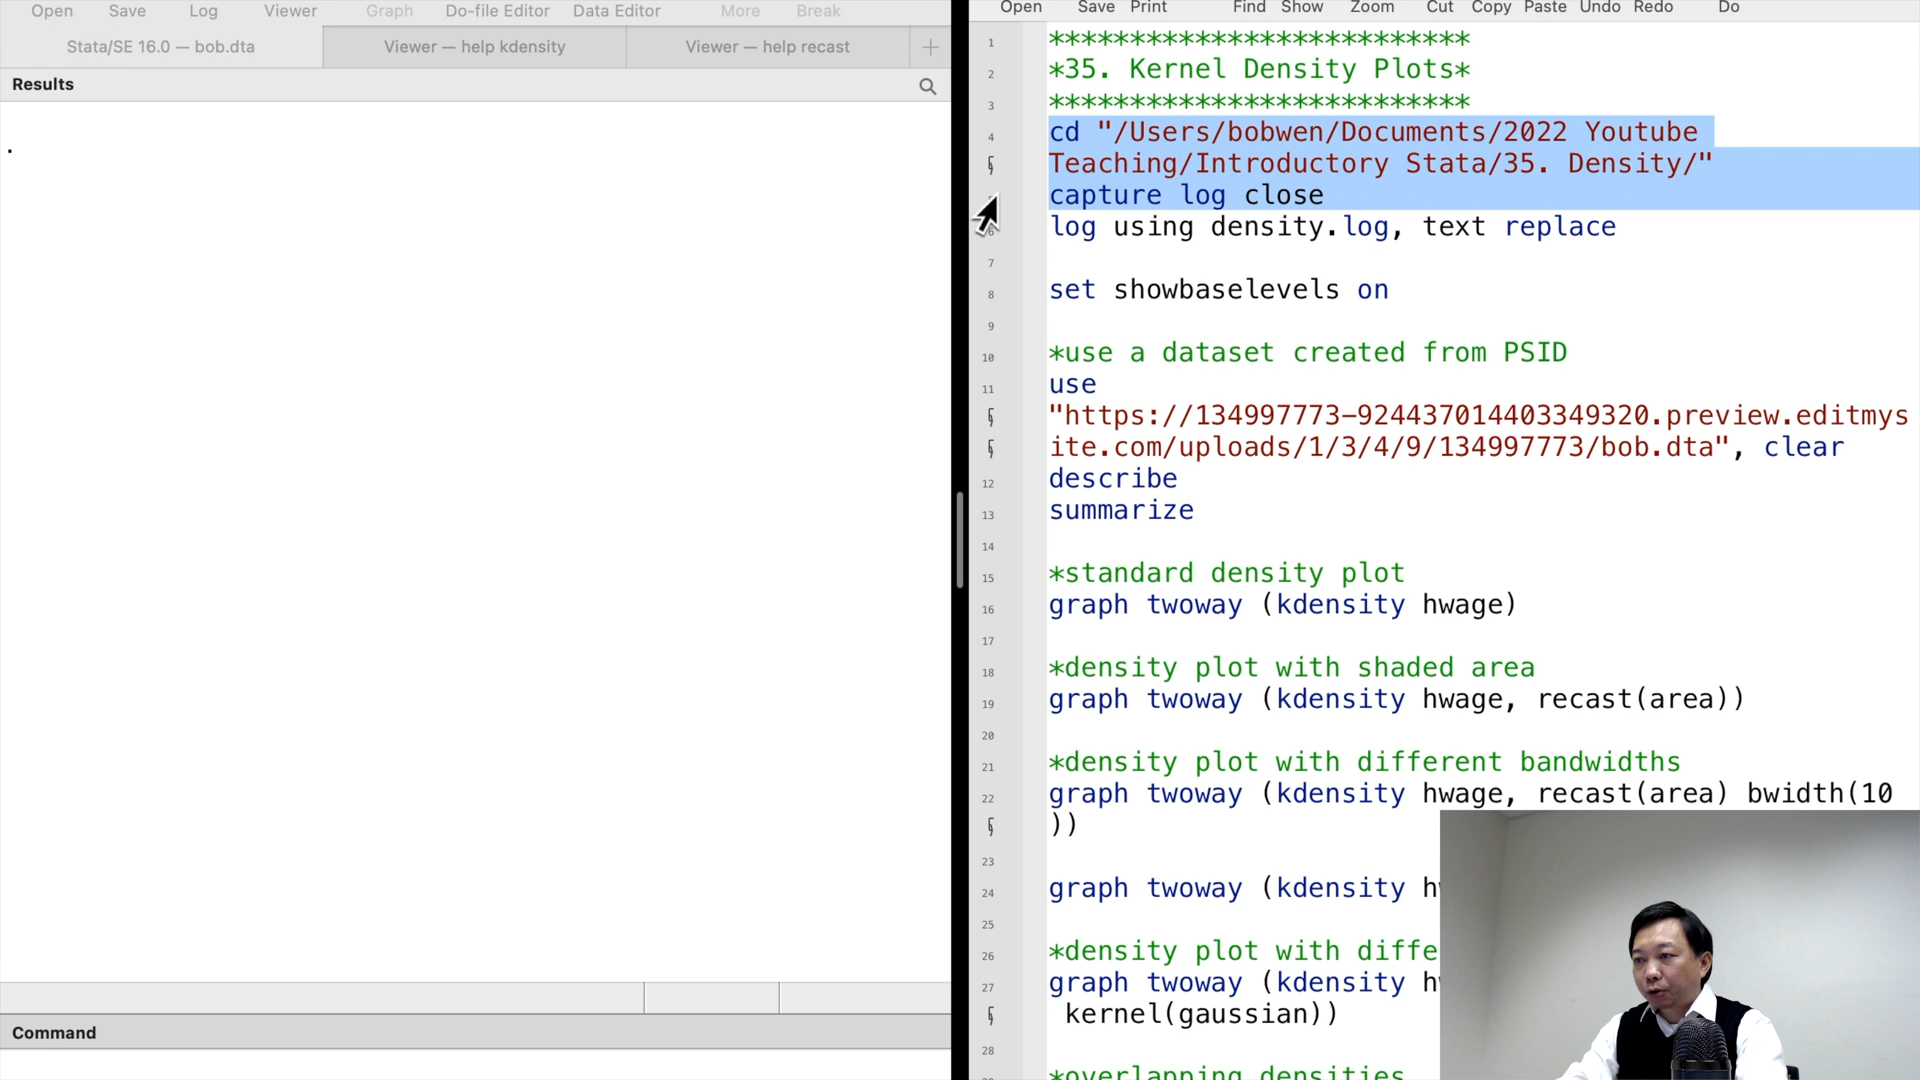 Open Save Log Viewer Graph Do-file Editor Data Editor More Break
Stata/SE 16.0 — bob.dta
Viewer — help kdensity
Viewer — help recast
Results
.
Command
Open Save Print Find Show Zoom Cut Copy Paste Undo Redo Do
1 **************************
2 *35. Kernel Density Plots*
3 **************************
4 cd "/Users/bobwen/Documents/2022 Youtube
Teaching/Introductory Stata/35. Density/"
capture log close
6 log using density.log, text replace
7
8 set showbaselevels on
9
10 *use a dataset created from PSID
11 use
"https://134997773-924437014403349320.preview.editmys
ite.com/uploads/1/3/4/9/134997773/bob.dta", clear
12 describe
13 summarize
14
15 *standard density plot
16 graph twoway (kdensity hwage)
17
18 *density plot with shaded area
19 graph twoway (kdensity hwage, recast(area))
20
21 *density plot with different bandwidths
22 graph twoway (kdensity hwage, recast(area) bwidth(10
))
23
24 graph twoway (kdensity
25
26 *density plot with diffe
27 graph twoway (kdensity
kernel(gaussian))
28
*overlapping densities